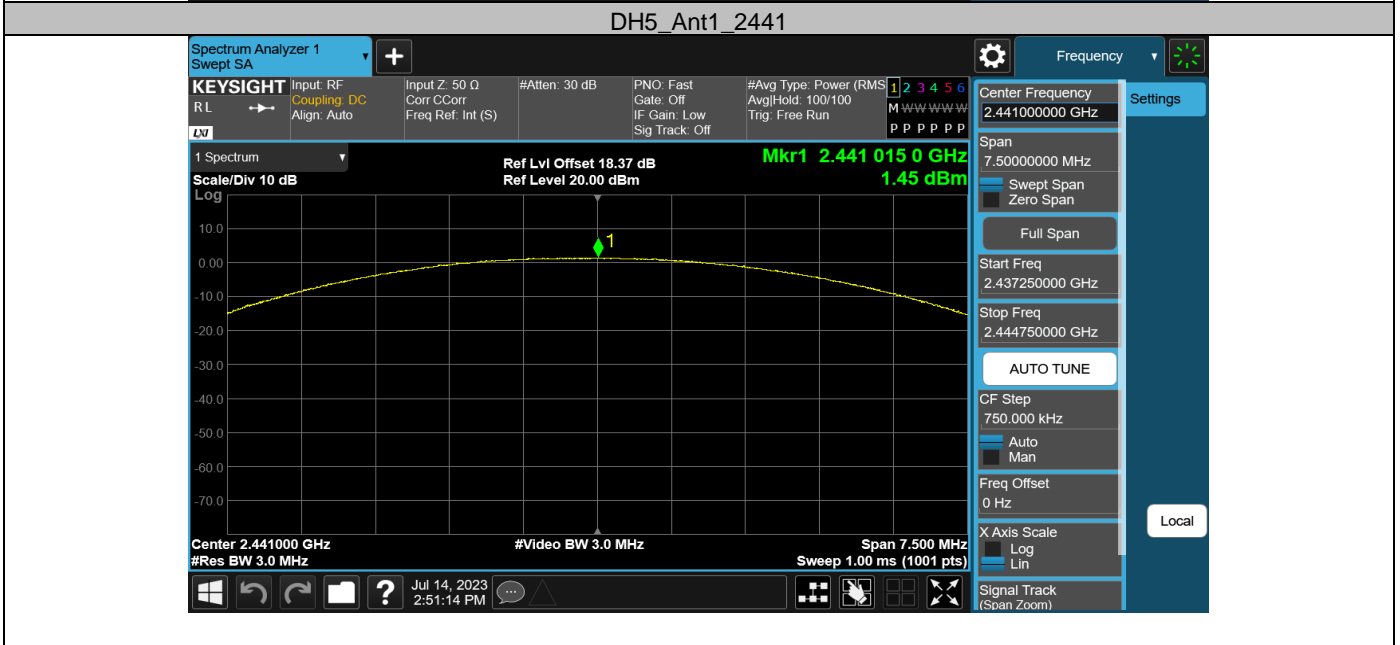 DH5_Ant1_2441
Spectrum Analyzer 1
Swept SA
+
Frequency
KEYSIGHT
R L
LXI
Input: RF
Coupling: DC
Align: Auto
Input Z: 50 Ω
Corr CCorr
Freq Ref: Int (S)
#Atten: 30 dB
PNO: Fast
Gate: Off
IF Gain: Low
Sig Track: Off
#Avg Type: Power (RMS
Avg|Hold: 100/100
Trig: Free Run
1 2 3 4 5 6
M W W W W W
P P P P P P
1 Spectrum
Scale/Div 10 dB
Log
Ref Lvl Offset 18.37 dB
Ref Level 20.00 dBm
Mkr1 2.441 015 0 GHz
1.45 dBm
1
10.0
0.00
-10.0
-20.0
-30.0
-40.0
-50.0
-60.0
-70.0
Center 2.441000 GHz
#Res BW 3.0 MHz
#Video BW 3.0 MHz
Span 7.500 MHz
Sweep 1.00 ms (1001 pts)
Center Frequency
2.441000000 GHz
Settings
Span
7.50000000 MHz
Swept Span
Zero Span
Full Span
Start Freq
2.437250000 GHz
Stop Freq
2.444750000 GHz
AUTO TUNE
CF Step
750.000 kHz
Auto
Man
Freq Offset
0 Hz
X Axis Scale
Log
Lin
Local
Signal Track
(Span Zoom)
?
Jul 14, 2023
2:51:14 PM